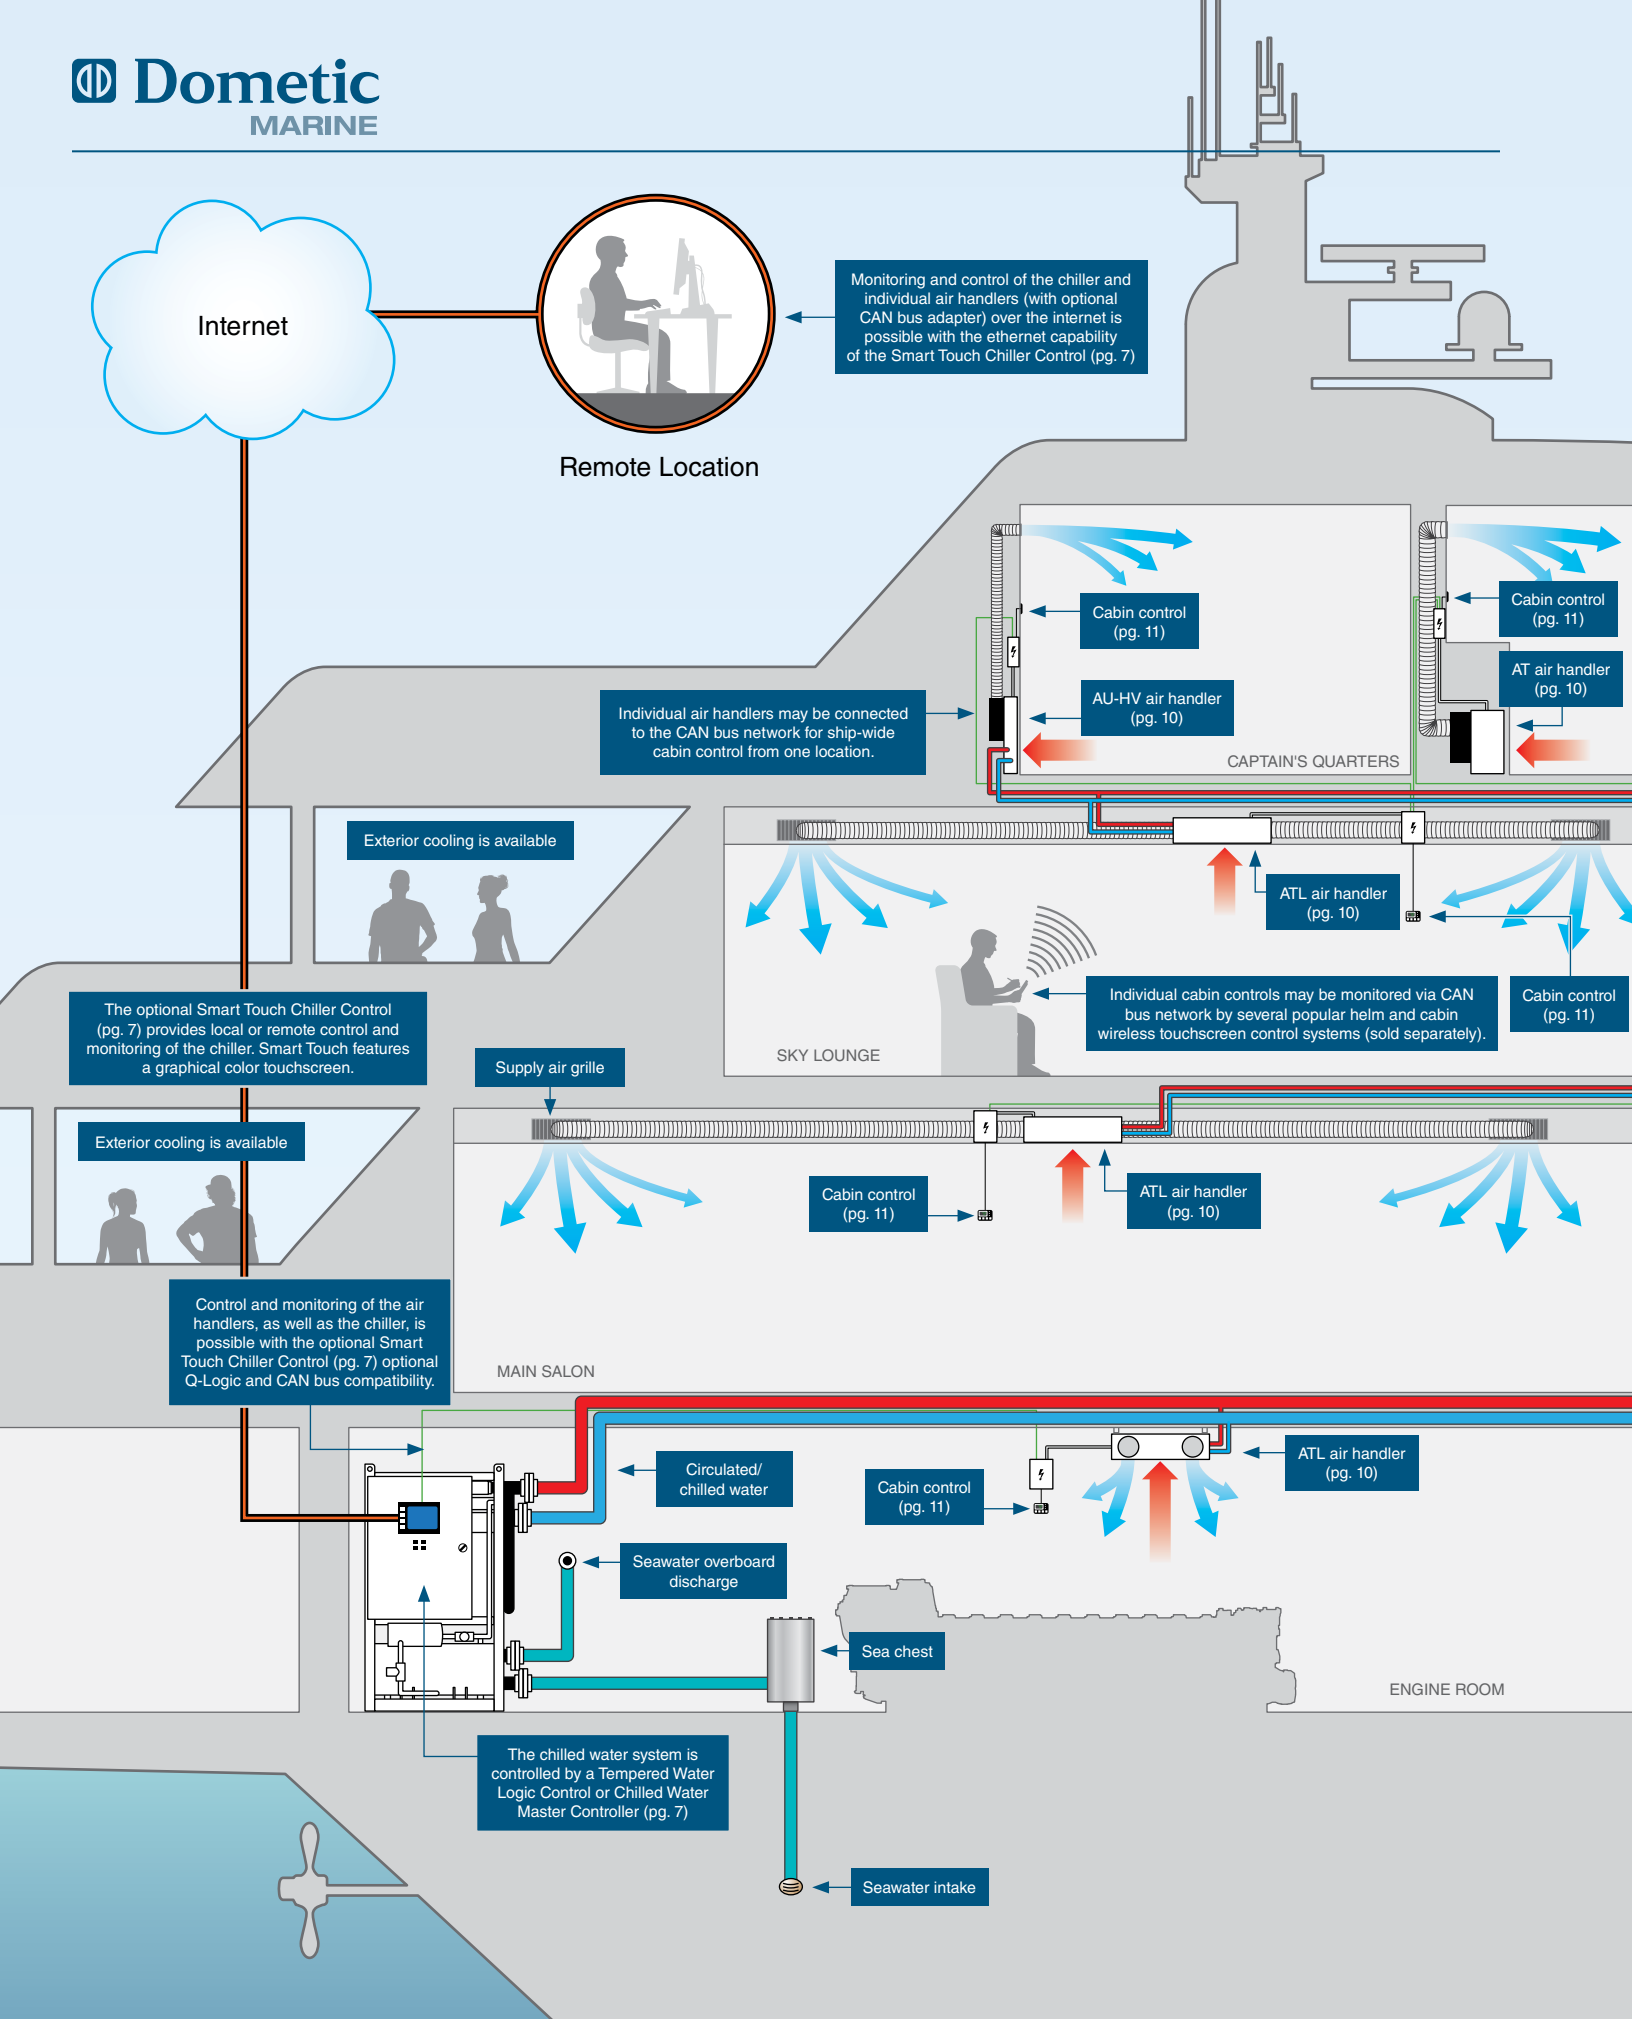 Dometic
MARINE
Internet
Remote Location
Monitoring and control of the chiller and
individual air handlers (with optional
CAN bus adapter) over the internet is
possible with the ethernet capability
of the Smart Touch Chiller Control (pg. 7)
Cabin control
(pg. 11)
Cabin control
(pg. 11)
AT air handler
(pg. 10)
AU-HV air handler
(pg. 10)
Individual air handlers may be connected
to the CAN bus network for ship-wide
cabin control from one location.
CAPTAIN'S QUARTERS
Exterior cooling is available
ATL air handler
(pg. 10)
Individual cabin controls may be monitored via CAN
bus network by several popular helm and cabin
wireless touchscreen control systems (sold separately).
Cabin control
(pg. 11)
SKY LOUNGE
The optional Smart Touch Chiller Control
(pg. 7) provides local or remote control and
monitoring of the chiller. Smart Touch features
a graphical color touchscreen.
Supply air grille
Exterior cooling is available
Cabin control
(pg. 11)
ATL air handler
(pg. 10)
Control and monitoring of the air
handlers, as well as the chiller, is
possible with the optional Smart
Touch Chiller Control (pg. 7) optional
Q-Logic and CAN bus compatibility.
MAIN SALON
Circulated/
chilled water
Cabin control
(pg. 11)
ATL air handler
(pg. 10)
Seawater overboard
discharge
Sea chest
ENGINE ROOM
The chilled water system is
controlled by a Tempered Water
Logic Control or Chilled Water
Master Controller (pg. 7)
Seawater intake